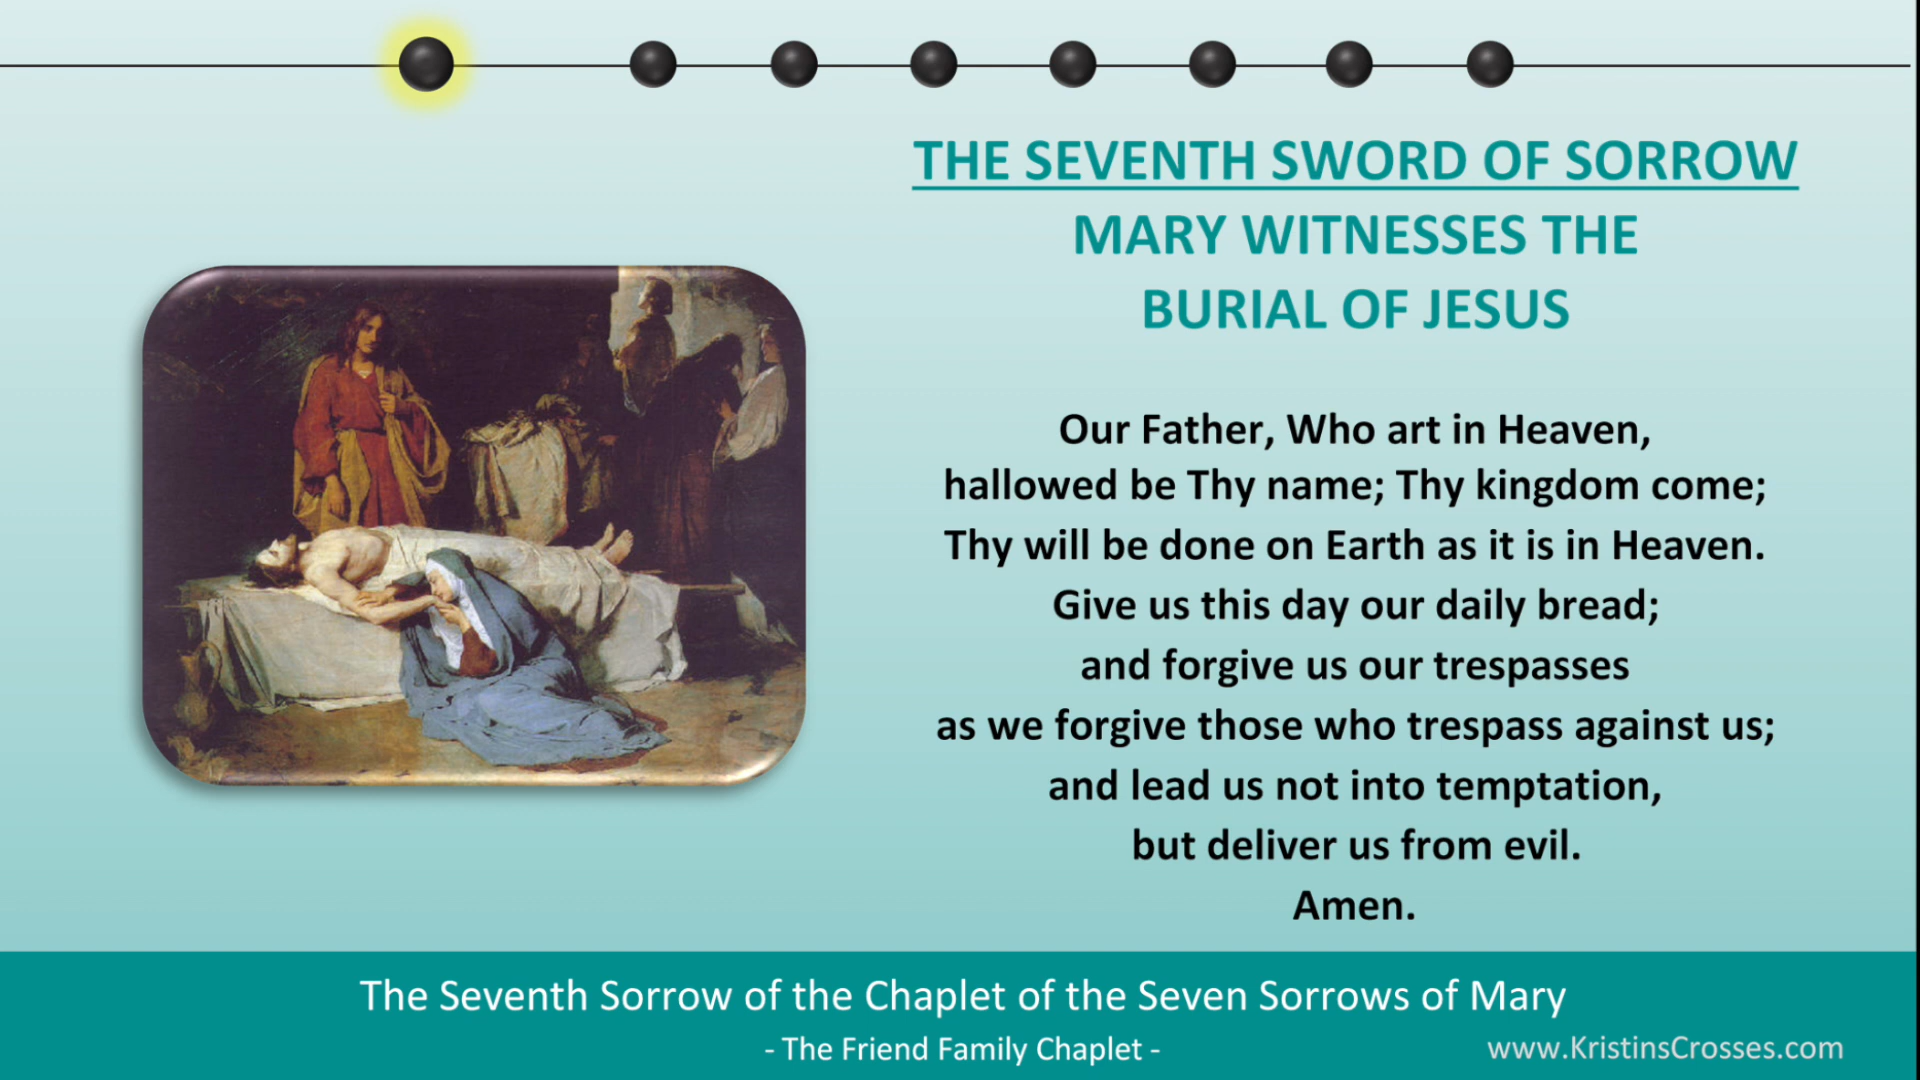 THE SEVENTH SWORD OF SORROW
MARY WITNESSES THE
BURIAL OF JESUS
Our Father, Who art in Heaven,
hallowed be Thy name; Thy kingdom come;
Thy will be done on Earth as it is in Heaven.
Give us this day our daily bread;
and forgive us our trespasses
as we forgive those who trespass against us;
and lead us not into temptation,
but deliver us from evil.
Amen.
The Seventh Sorrow of the Chaplet of the Seven Sorrows of Mary
- The Friend Family Chaplet -
www.KristinsCrosses.com